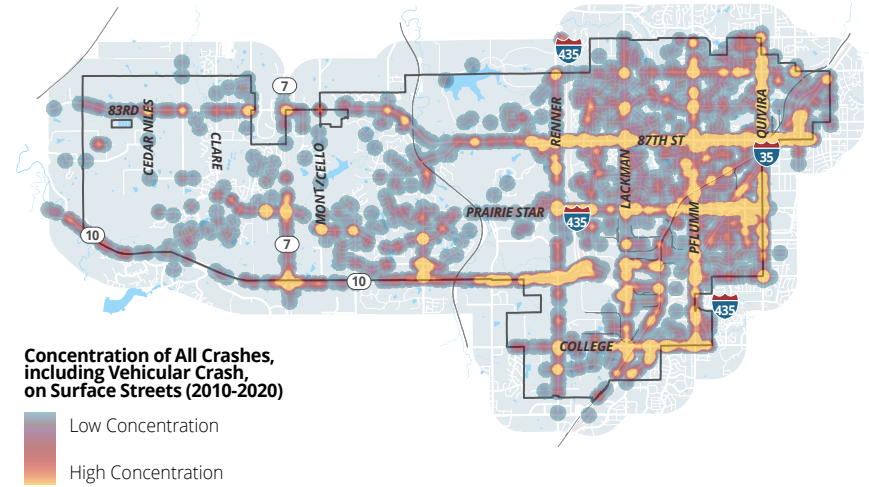 435
7
83RD
CEDAR NILES
CLARE
MONTICELLO
RENNER
LACKMAN
87TH ST
QUIVIRA
35
PRAIRIE STAR
435
PFLUMM
10
7
10
435
COLLEGE
Concentration of All Crashes,
including Vehicular Crash,
on Surface Streets (2010-2020)
Low Concentration
High Concentration